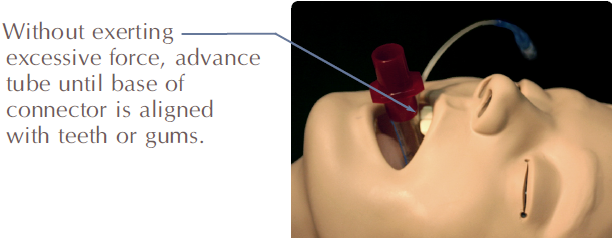 Without exerting
excessive force, advance
tube until base of
connector is aligned
with teeth or gums.